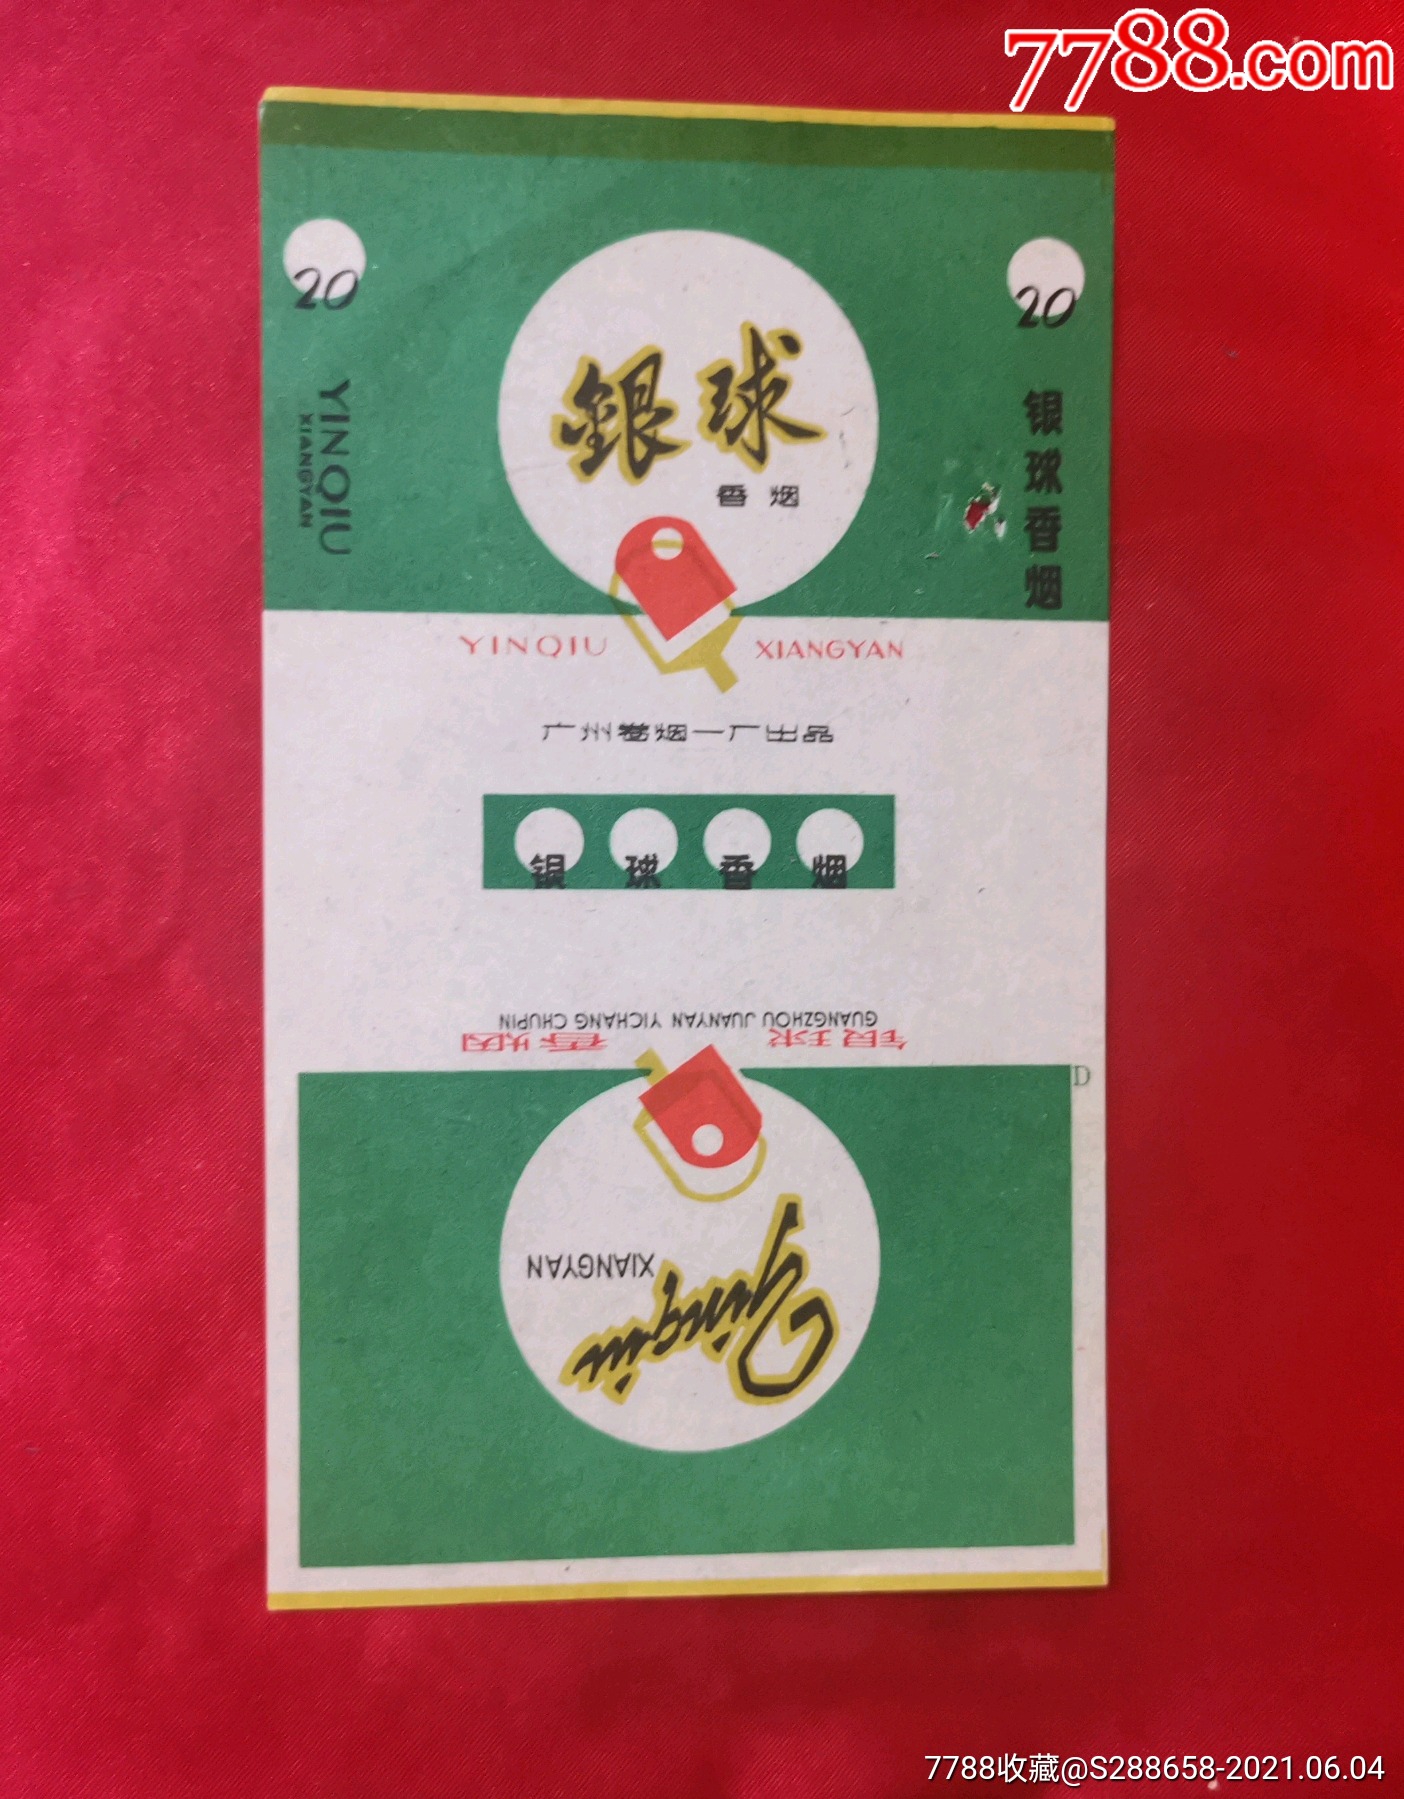 7788.com
20
YINQIU
XIANGYAN
銀球
香烟
20
银球香烟
YINQIU XIANGYAN
广州卷烟一厂出品
银球香烟
GUANGZHOU JUANYAN YICHANG CHUPIN
银球 香烟
D
Yinqiu
XIANGYAN
7788收藏@S288658-2021.06.04